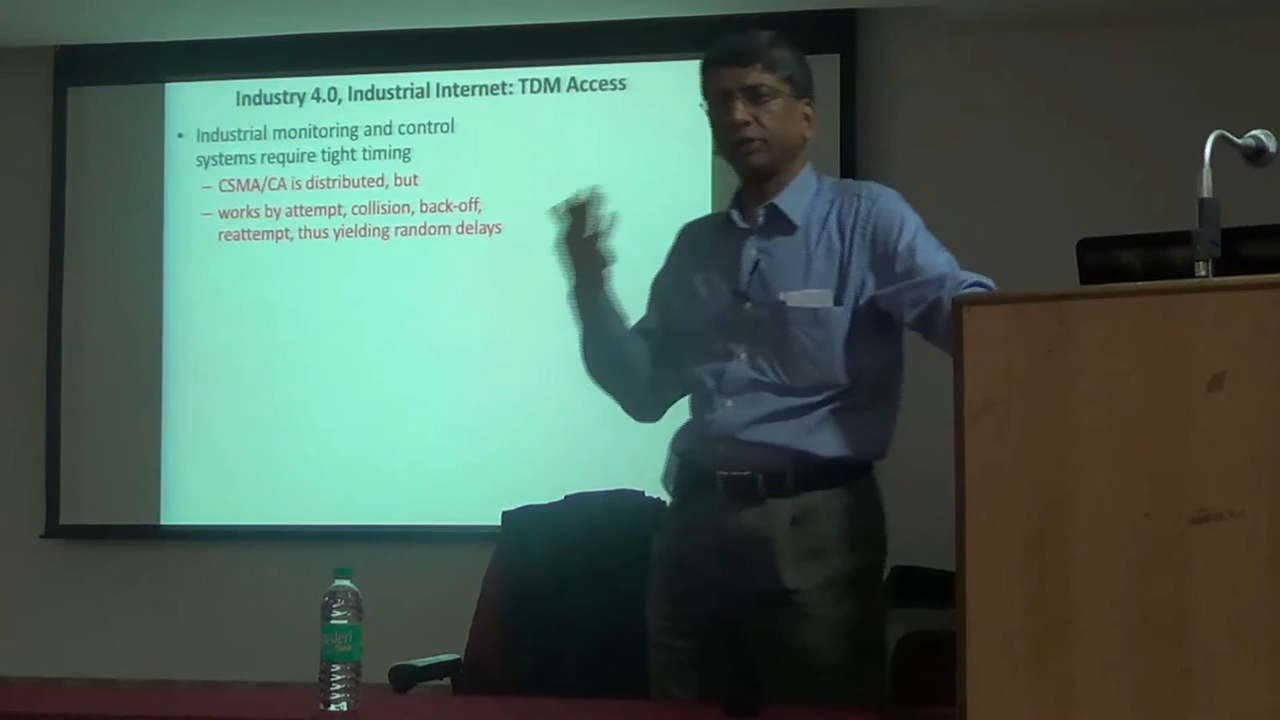 Industry 4.0, Industrial Internet: TDM Access
• Industrial monitoring and control
systems require tight timing
– CSMA/CA is distributed, but
– works by attempt, collision, back-off,
reattempt, thus yielding random delays